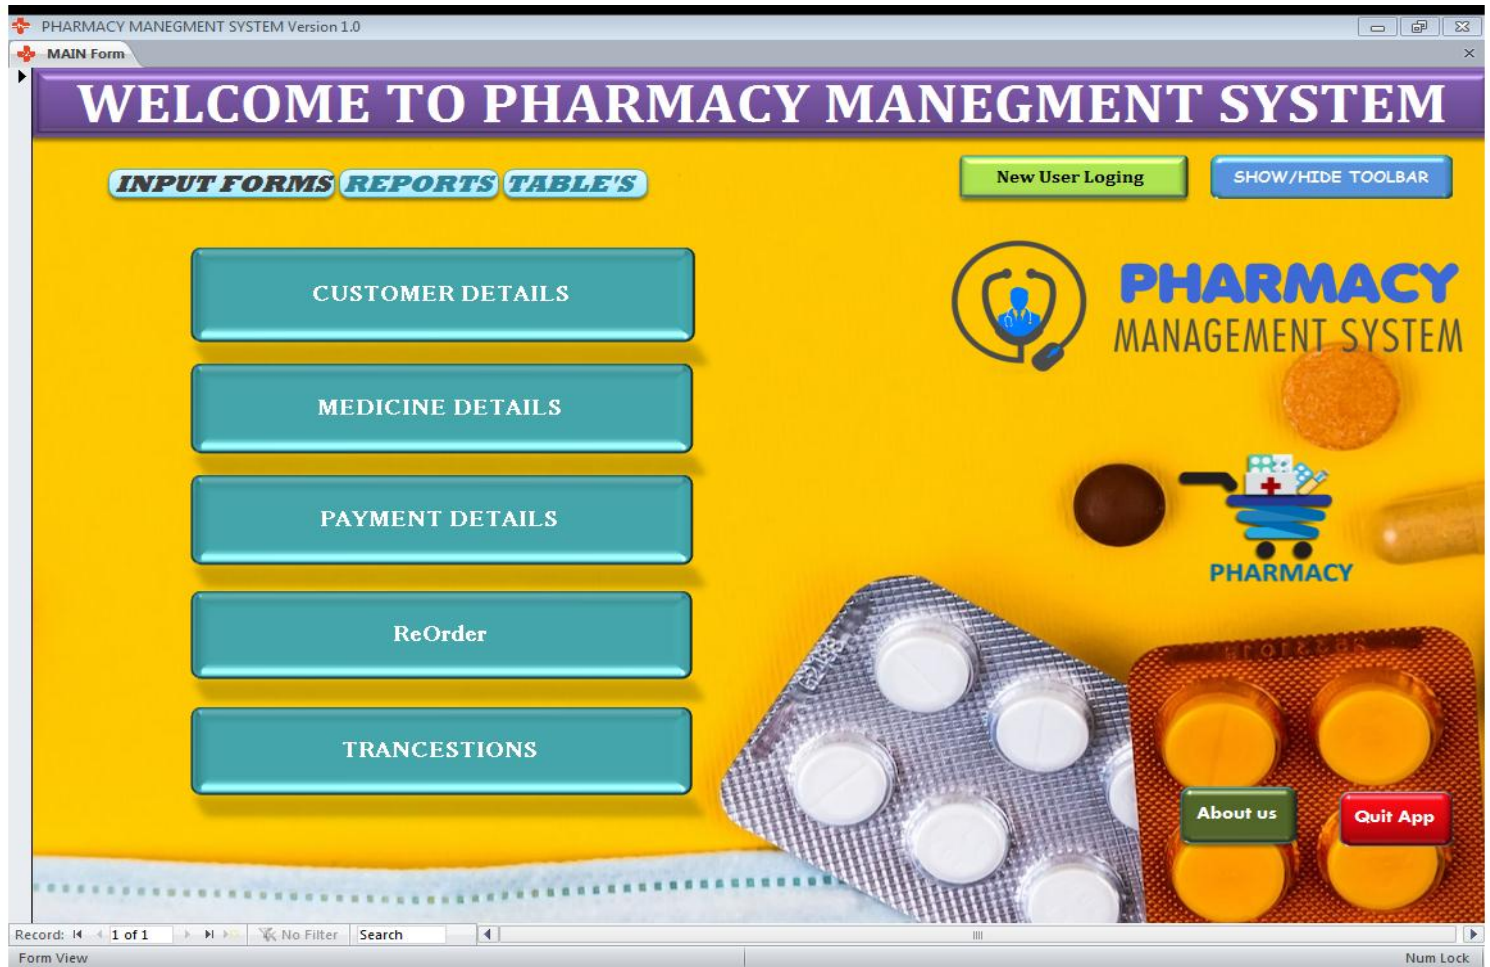 PHARMACY MANEGMENT SYSTEM Version 1.0
MAIN Form
WELCOME TO PHARMACY MANEGMENT SYSTEM
INPUT FORMS REPORTS TABLE'S
New User Loging
SHOW/HIDE TOOLBAR
CUSTOMER DETAILS
MEDICINE DETAILS
PAYMENT DETAILS
ReOrder
TRANCESTIONS
PHARMACY
MANAGEMENT SYSTEM
PHARMACY
About us
Quit App
Record: 1 of 1 No Filter Search
Form View
Num Lock